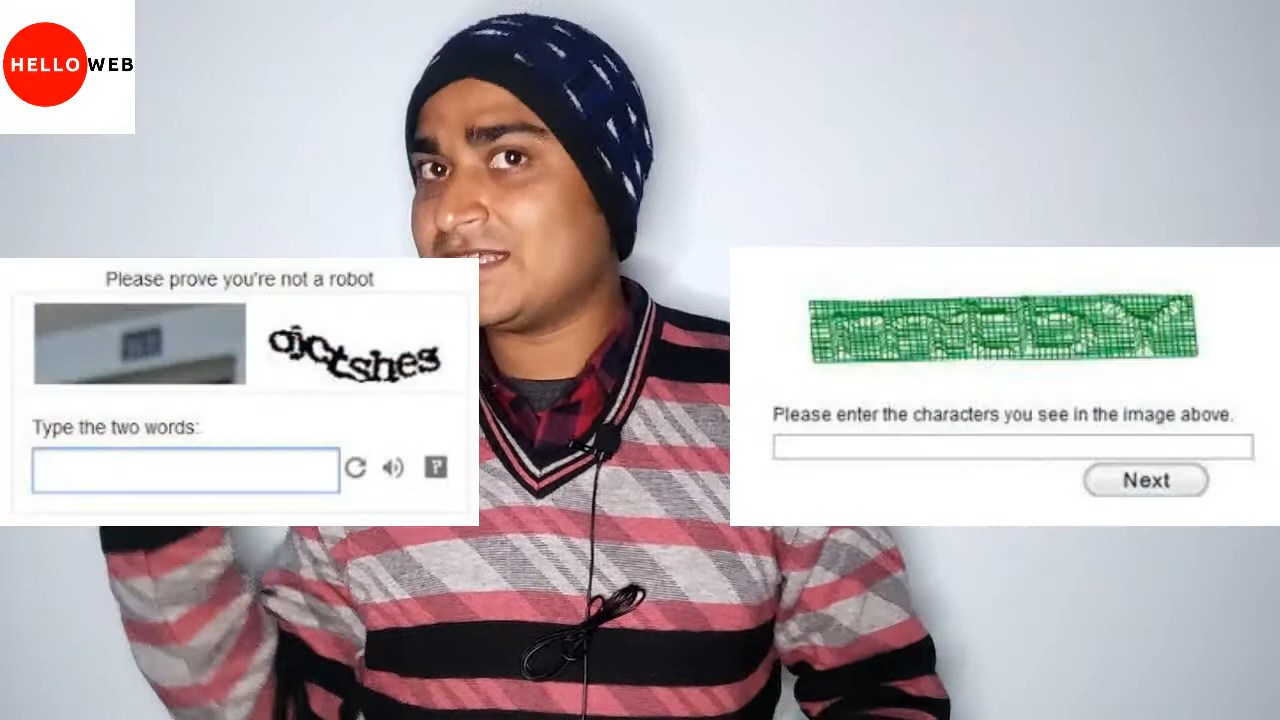 HELLO WEB
Please prove you're not a robot
ojctshes
Type the two words:
?
Please enter the characters you see in the image above.
Next